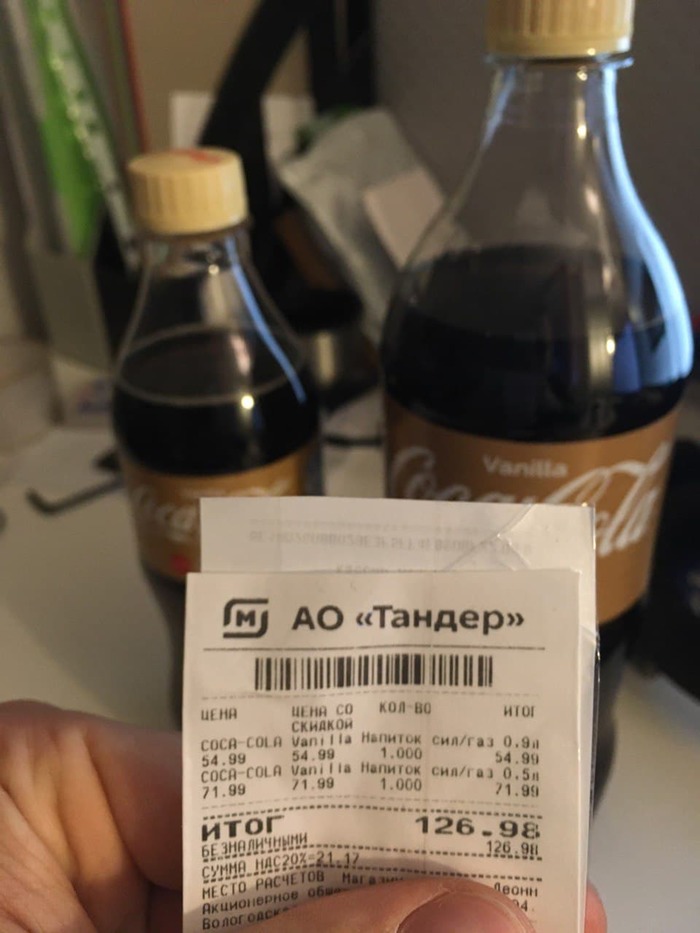 Vanilla
Coca-Cola
Coca
М АО «Тандер»
ЦЕНА ЦЕНА СО СКИДКОЙ КОЛ-ВО ИТОГ
COCA-COLA Vanilla Напиток сил/газ 0.9л
54.99 54.99 1.000 54.99
COCA-COLA Vanilla Напиток сил/газ 0.5л
71.99 71.99 1.000 71.99
ИТОГ 126.98
БЕЗНАЛИЧНЫМИ 126.98
СУММА НДС20%=21.17
МЕСТО РАСЧЕТОВ
Акционерное